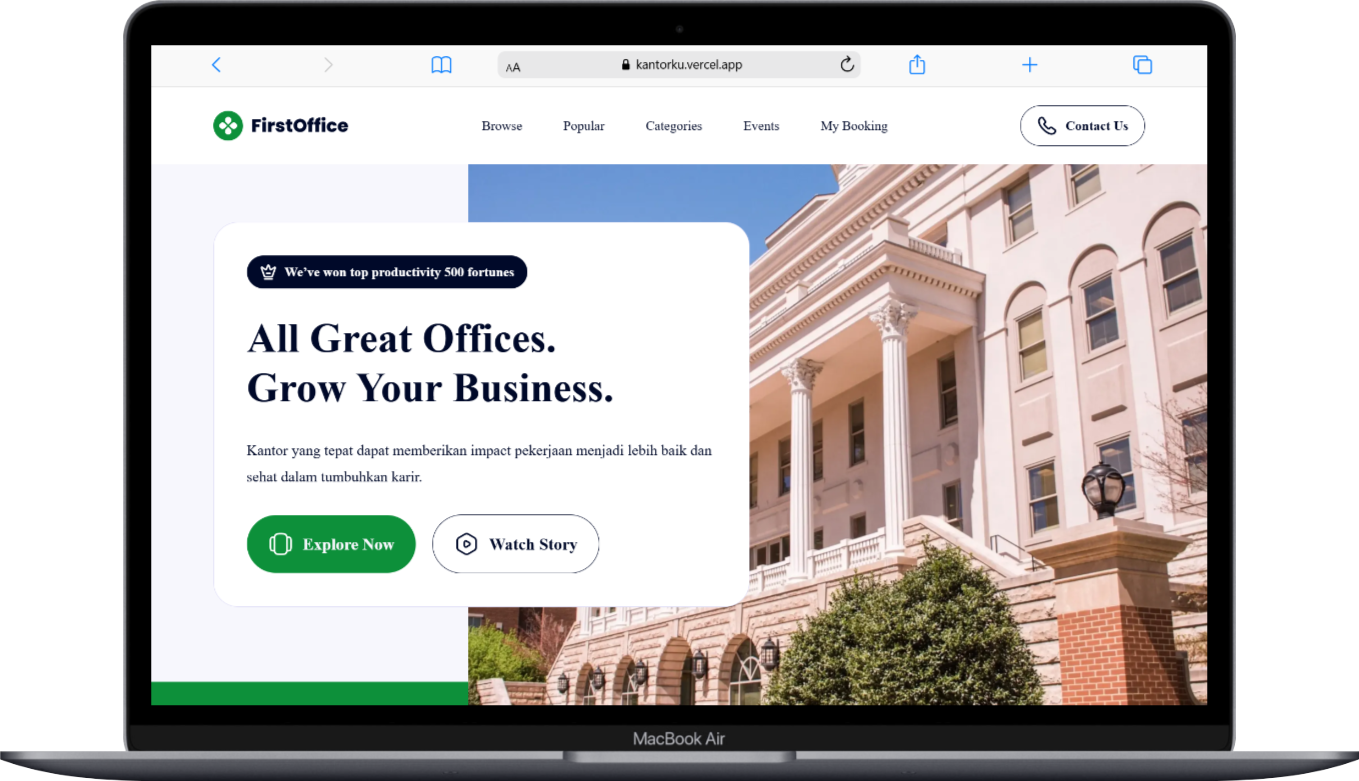 AA
kantorku.vercel.app
FirstOffice
Browse
Popular
Categories
Events
My Booking
Contact Us
We've won top productivity 500 fortunes
All Great Offices.
Grow Your Business.
Kantor yang tepat dapat memberikan impact pekerjaan menjadi lebih baik dan
sehat dalam tumbuhkan karir.
Explore Now
Watch Story
MacBook Air